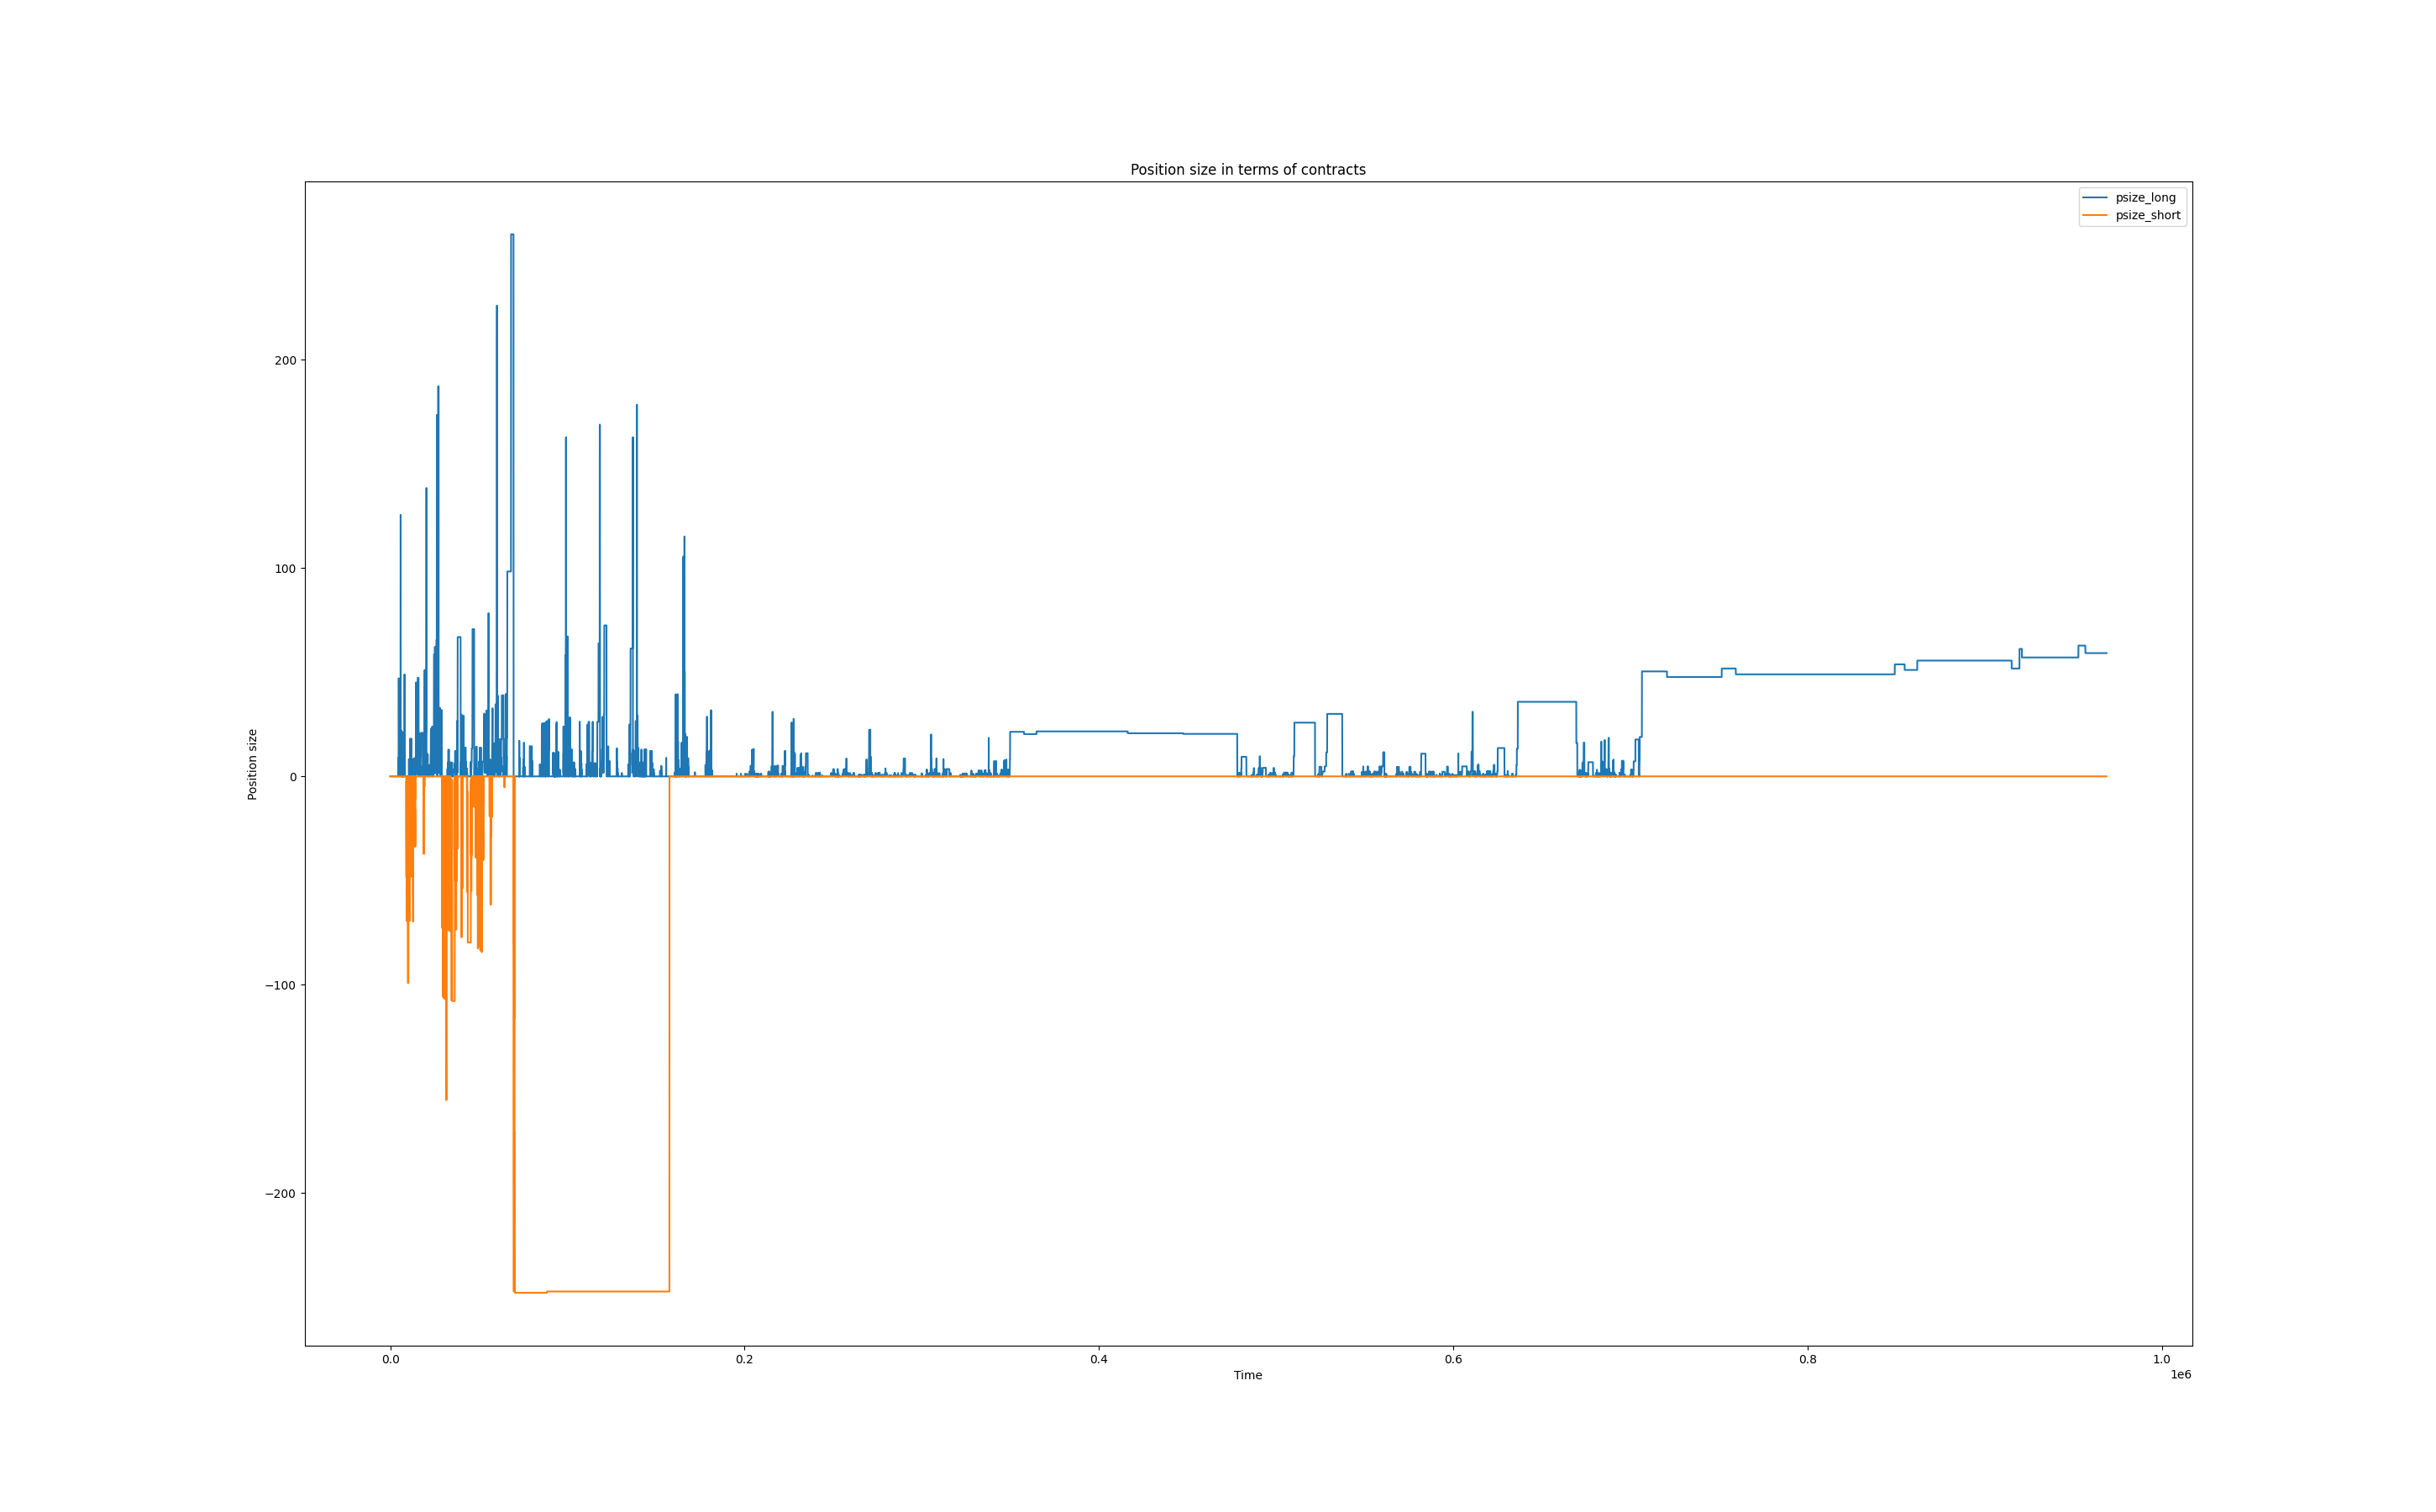 Position size in terms of contracts
psize_long
psize_short
Position size
200
100
0
−100
−200
0.0
0.2
0.4
0.6
0.8
1.0
1e6
Time